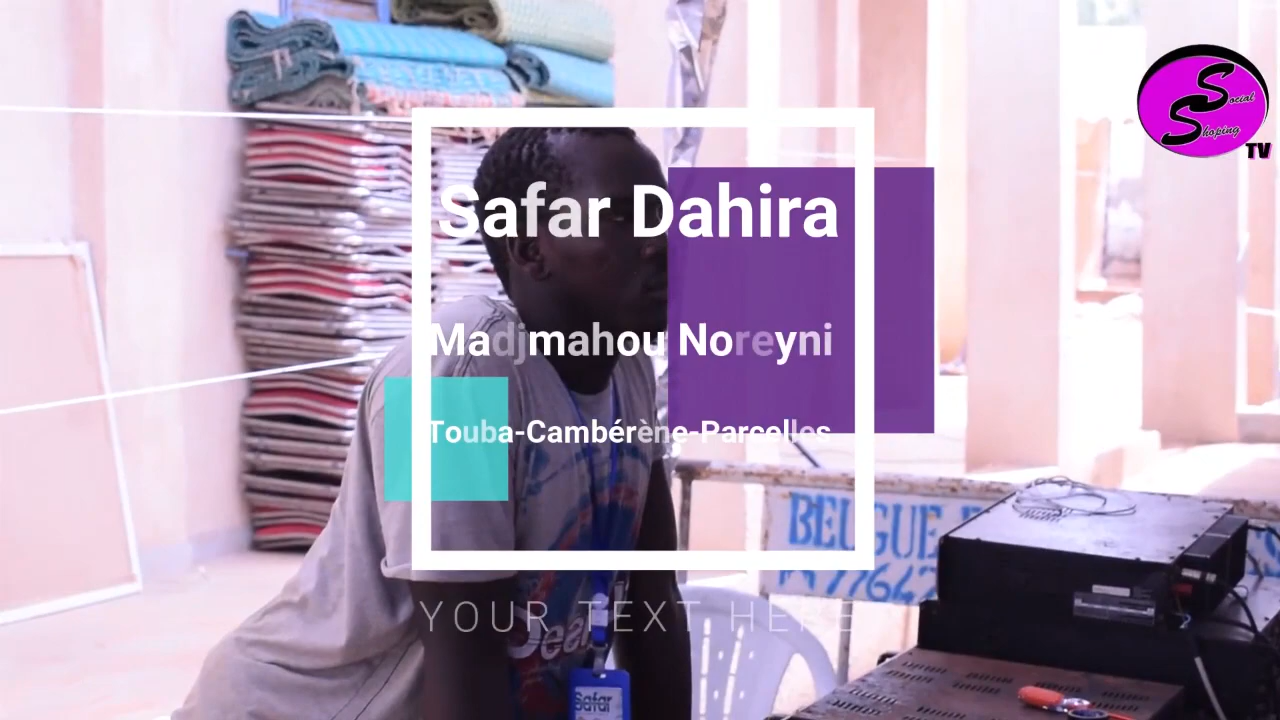 Social
Shoping
TV
Safar Dahira
Madjmahou Noreyni
Touba-Cambérène-Parcelles
BEUGUE
YOUR TEXT HERE
Safar